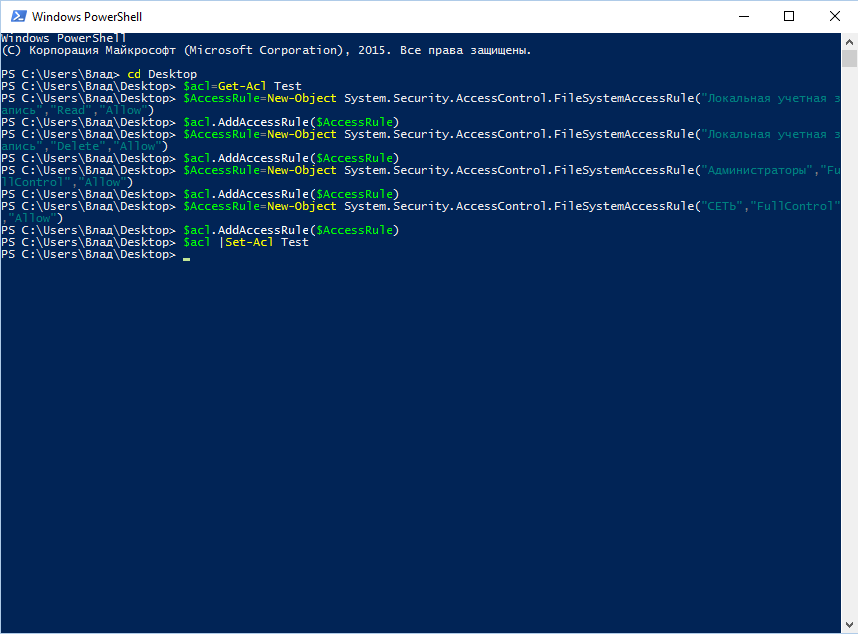 Windows PowerShell
Windows PowerShell
(C) Корпорация Майкрософт (Microsoft Corporation), 2015. Все права защищены.
PS C:\Users\Влад> cd Desktop
PS C:\Users\Влад\Desktop> $acl=Get-Acl Test
PS C:\Users\Влад\Desktop> $AccessRule=New-Object System.Security.AccessControl.FileSystemAccessRule("Локальная учетная з
апись","Read","Allow")
PS C:\Users\Влад\Desktop> $acl.AddAccessRule($AccessRule)
PS C:\Users\Влад\Desktop> $AccessRule=New-Object System.Security.AccessControl.FileSystemAccessRule("Локальная учетная з
апись","Delete","Allow")
PS C:\Users\Влад\Desktop> $acl.AddAccessRule($AccessRule)
PS C:\Users\Влад\Desktop> $AccessRule=New-Object System.Security.AccessControl.FileSystemAccessRule("Администраторы","Fu
llControl","Allow")
PS C:\Users\Влад\Desktop> $acl.AddAccessRule($AccessRule)
PS C:\Users\Влад\Desktop> $AccessRule=New-Object System.Security.AccessControl.FileSystemAccessRule("СЕТЬ","FullControl"
,"Allow")
PS C:\Users\Влад\Desktop> $acl.AddAccessRule($AccessRule)
PS C:\Users\Влад\Desktop> $acl |Set-Acl Test
PS C:\Users\Влад\Desktop>